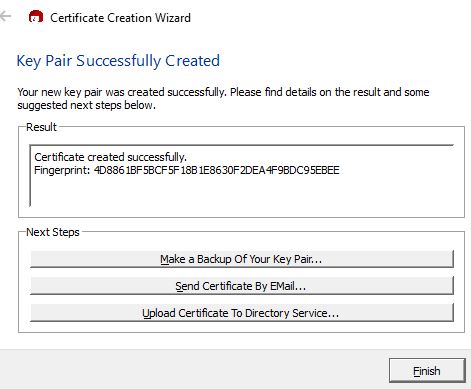 Certificate Creation Wizard
Key Pair Successfully Created
Your new key pair was created successfully. Please find details on the result and some
suggested next steps below.
Result
Certificate created successfully.
Fingerprint: 4D8861BF5BCF5F18B1E8630F2DEA4F9BDC95EBEE
Next Steps
Make a Backup Of Your Key Pair...
Send Certificate By EMail...
Upload Certificate To Directory Service...
Finish